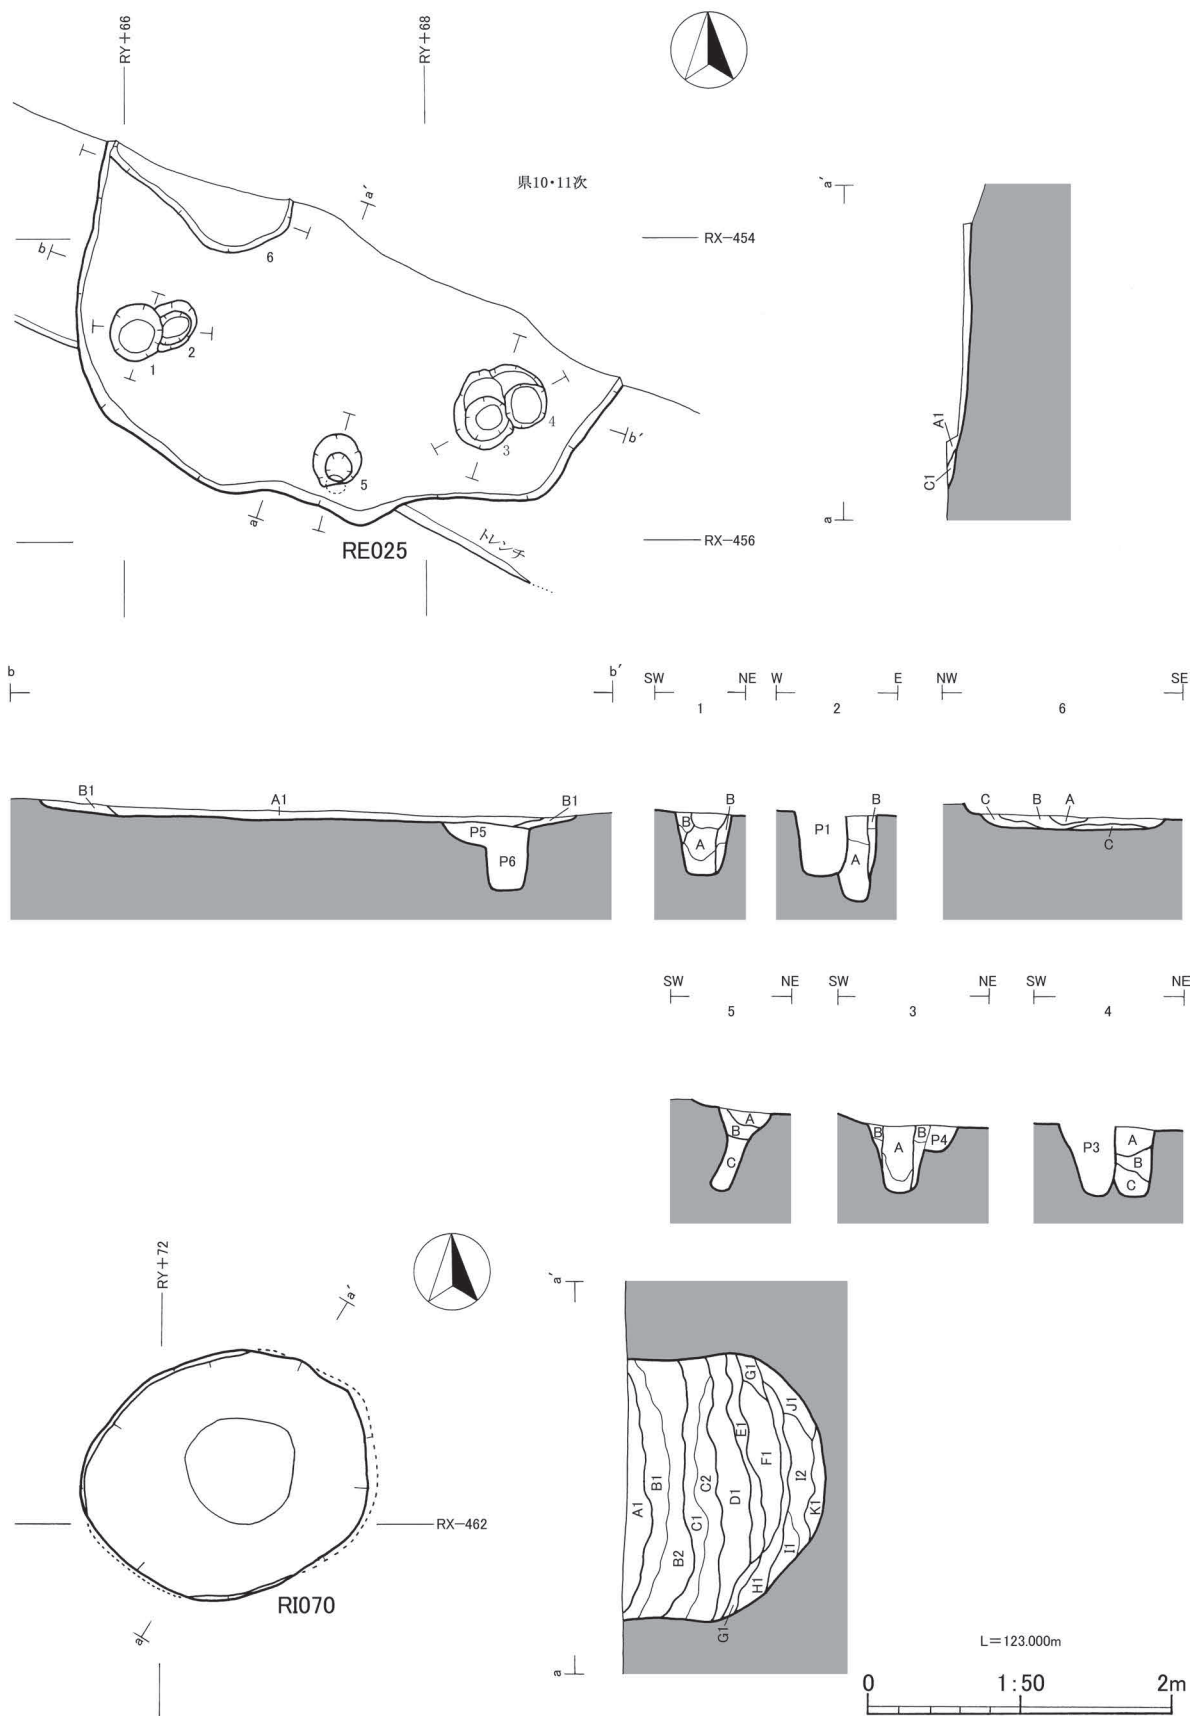 RY+66
RY+68
県10・11次
a′
RX-454
b
6
2
1
4
3
b′
5
a
RE025
トレンチ
RX-456
a′
A1
C1
a
b
b′
B1
A1
B1
P5
P6
SW
NE
1
B
B
A
W
E
2
P1
B
A
NW
SE
6
C
B
A
C
SW
NE
5
A
B
C
SW
NE
3
B
A
B
P4
SW
NE
4
P3
A
B
C
RY+72
a′
RX-462
RI070
a
a′
A1
B1
B2
C1
C2
D1
E1
F1
G1
G1
H1
I1
I2
J1
K1
a
L=123.000m
0
1:50
2m